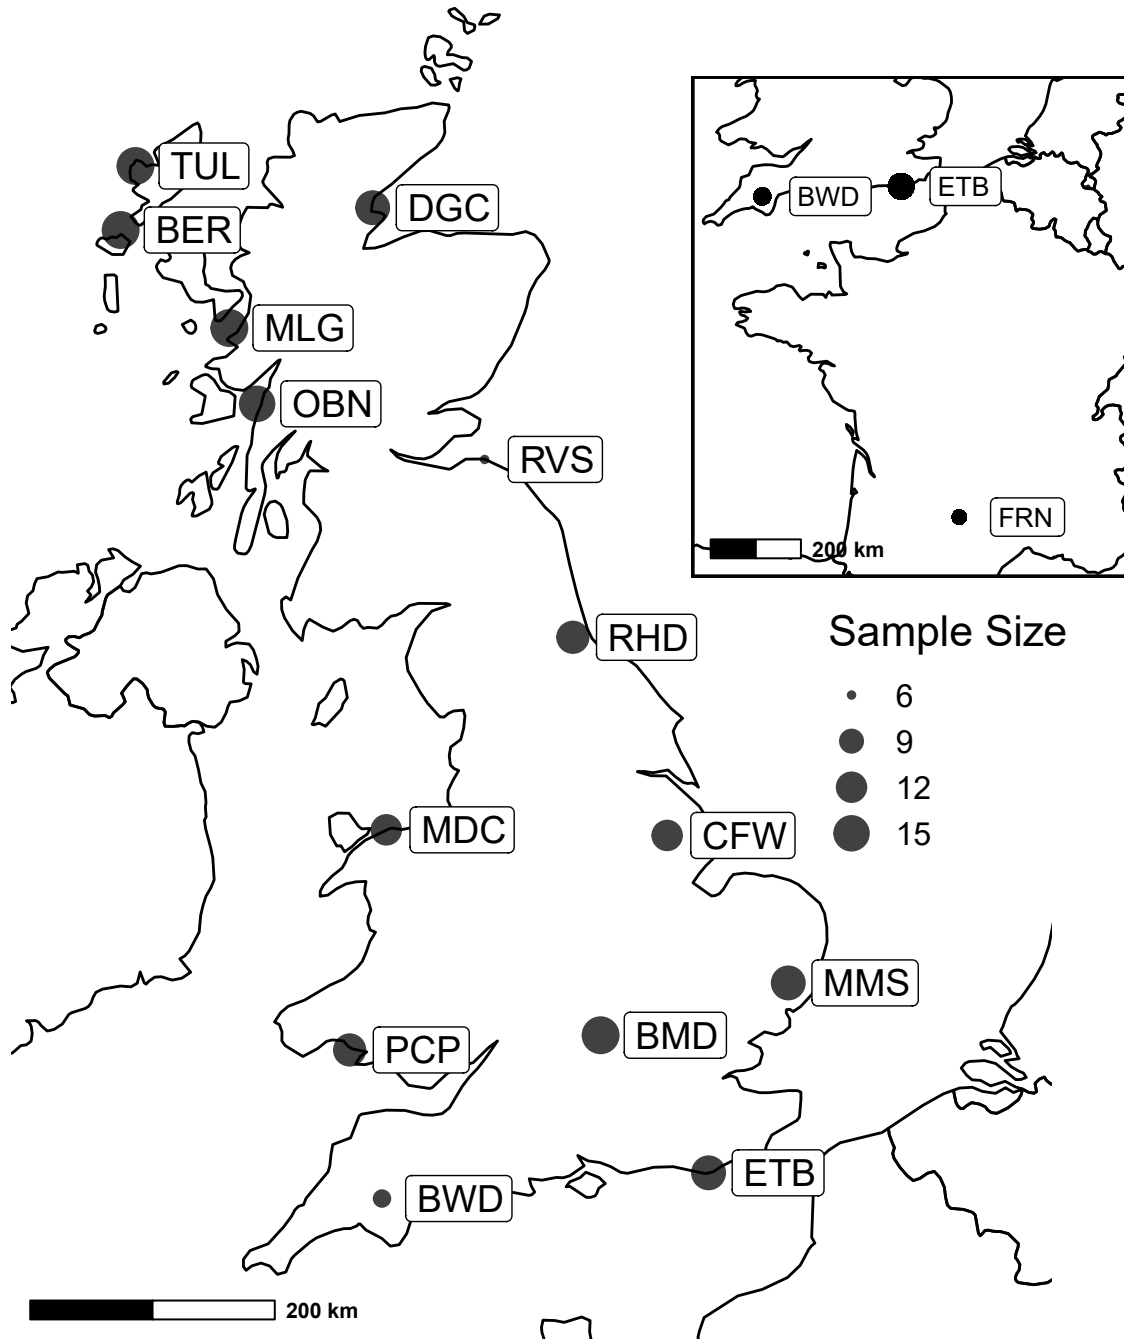 TUL
BER
DGC
MLG
OBN
RVS
RHD
MDC
CFW
MMS
BMD
PCP
ETB
BWD
200 km
BWD
ETB
FRN
200 km
Sample Size
6
9
12
15